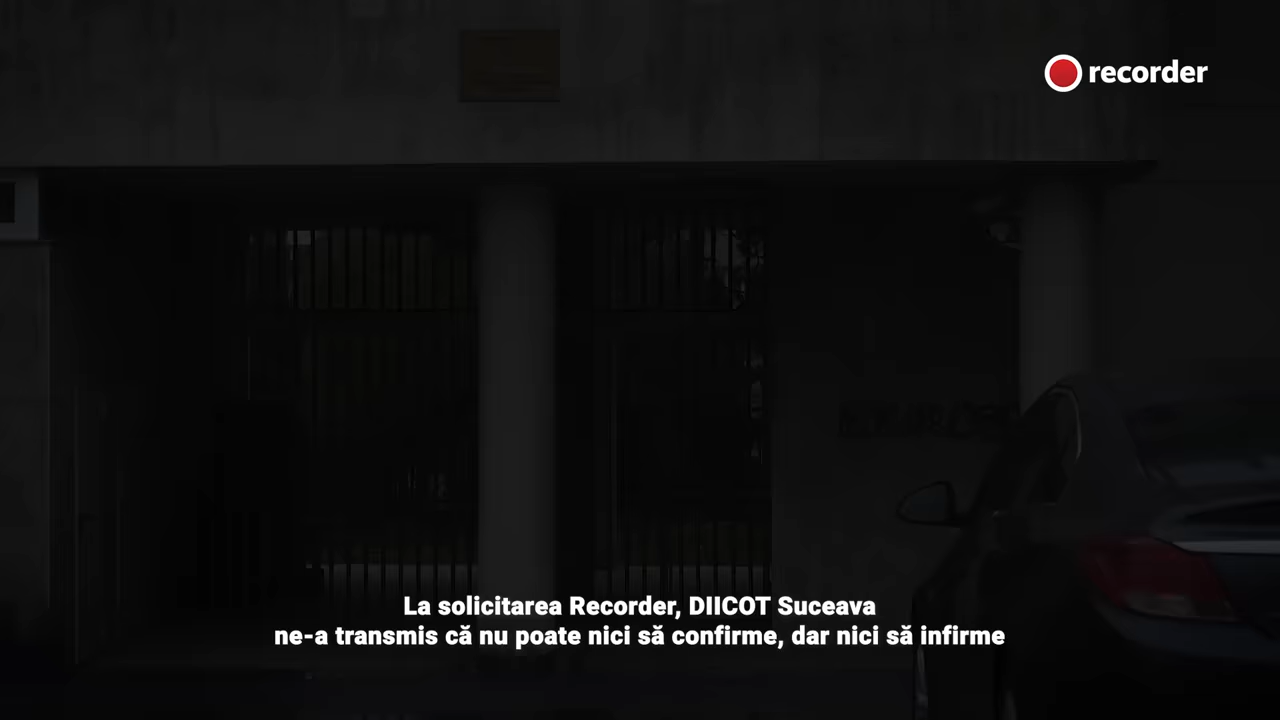 recorder
La solicitarea Recorder, DIICOT Suceava
ne-a transmis că nu poate nici să confirme, dar nici să infirme